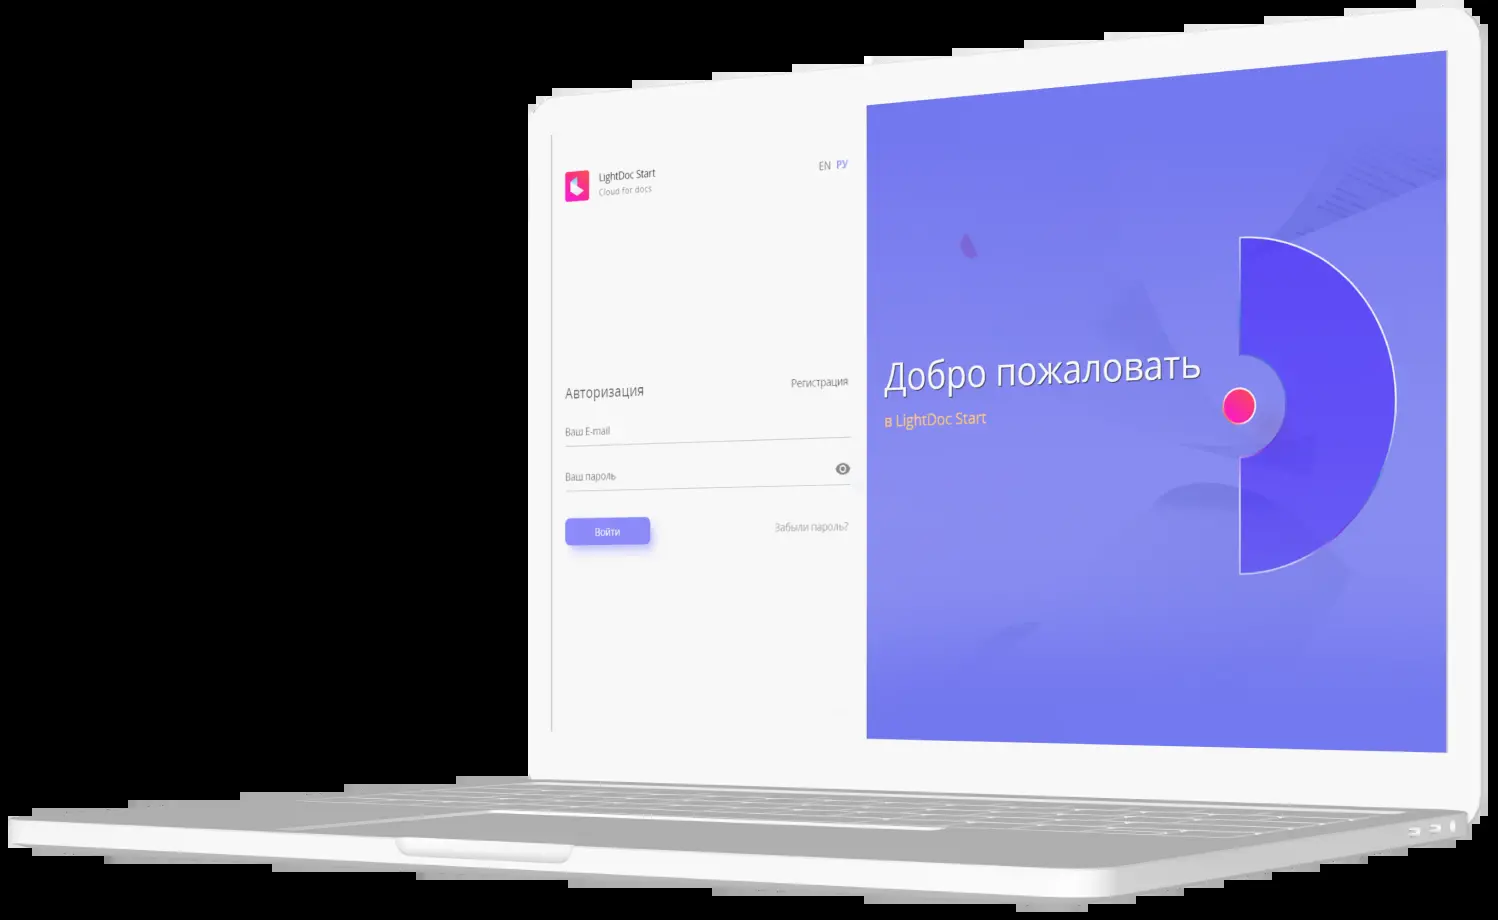 LightDoc Start
Cloud for docs
EN РУ
Авторизация
Регистрация
Ваш E-mail
Ваш пароль
Войти
Забыли пароль?
Добро пожаловать
в LightDoc Start